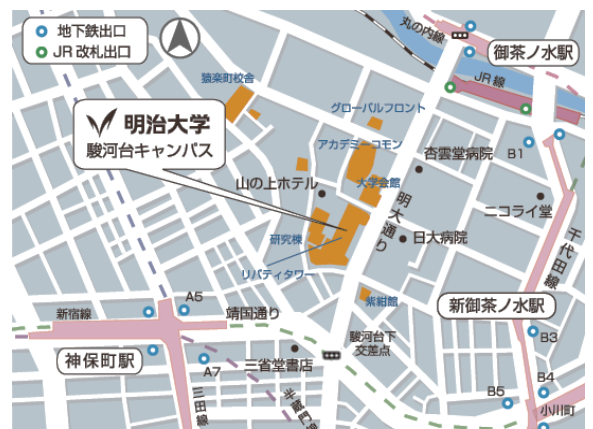 地下鉄出口
JR 改札出口
丸の内線
御茶ノ水駅
JR線
猿楽町校舎
グローバルフロント
明治大学
駿河台キャンパス
アカデミーコモン
杏雲堂病院
B1
山の上ホテル
大学会館
ニコライ堂
明大通り
研究棟
日大病院
千代田線
リバティタワー
紫紺館
新御茶ノ水駅
新宿線
A5
靖国通り
駿河台下
交差点
B3
神保町駅
A7
三省堂書店
三田線
半蔵門線
B4
B5
小川町